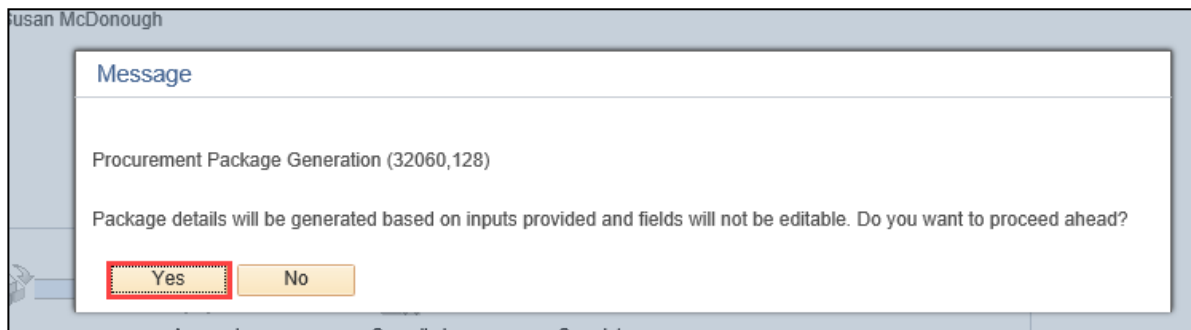 Susan McDonough
Message
Procurement Package Generation (32060,128)
Package details will be generated based on inputs provided and fields will not be editable. Do you want to proceed ahead?
Yes
No